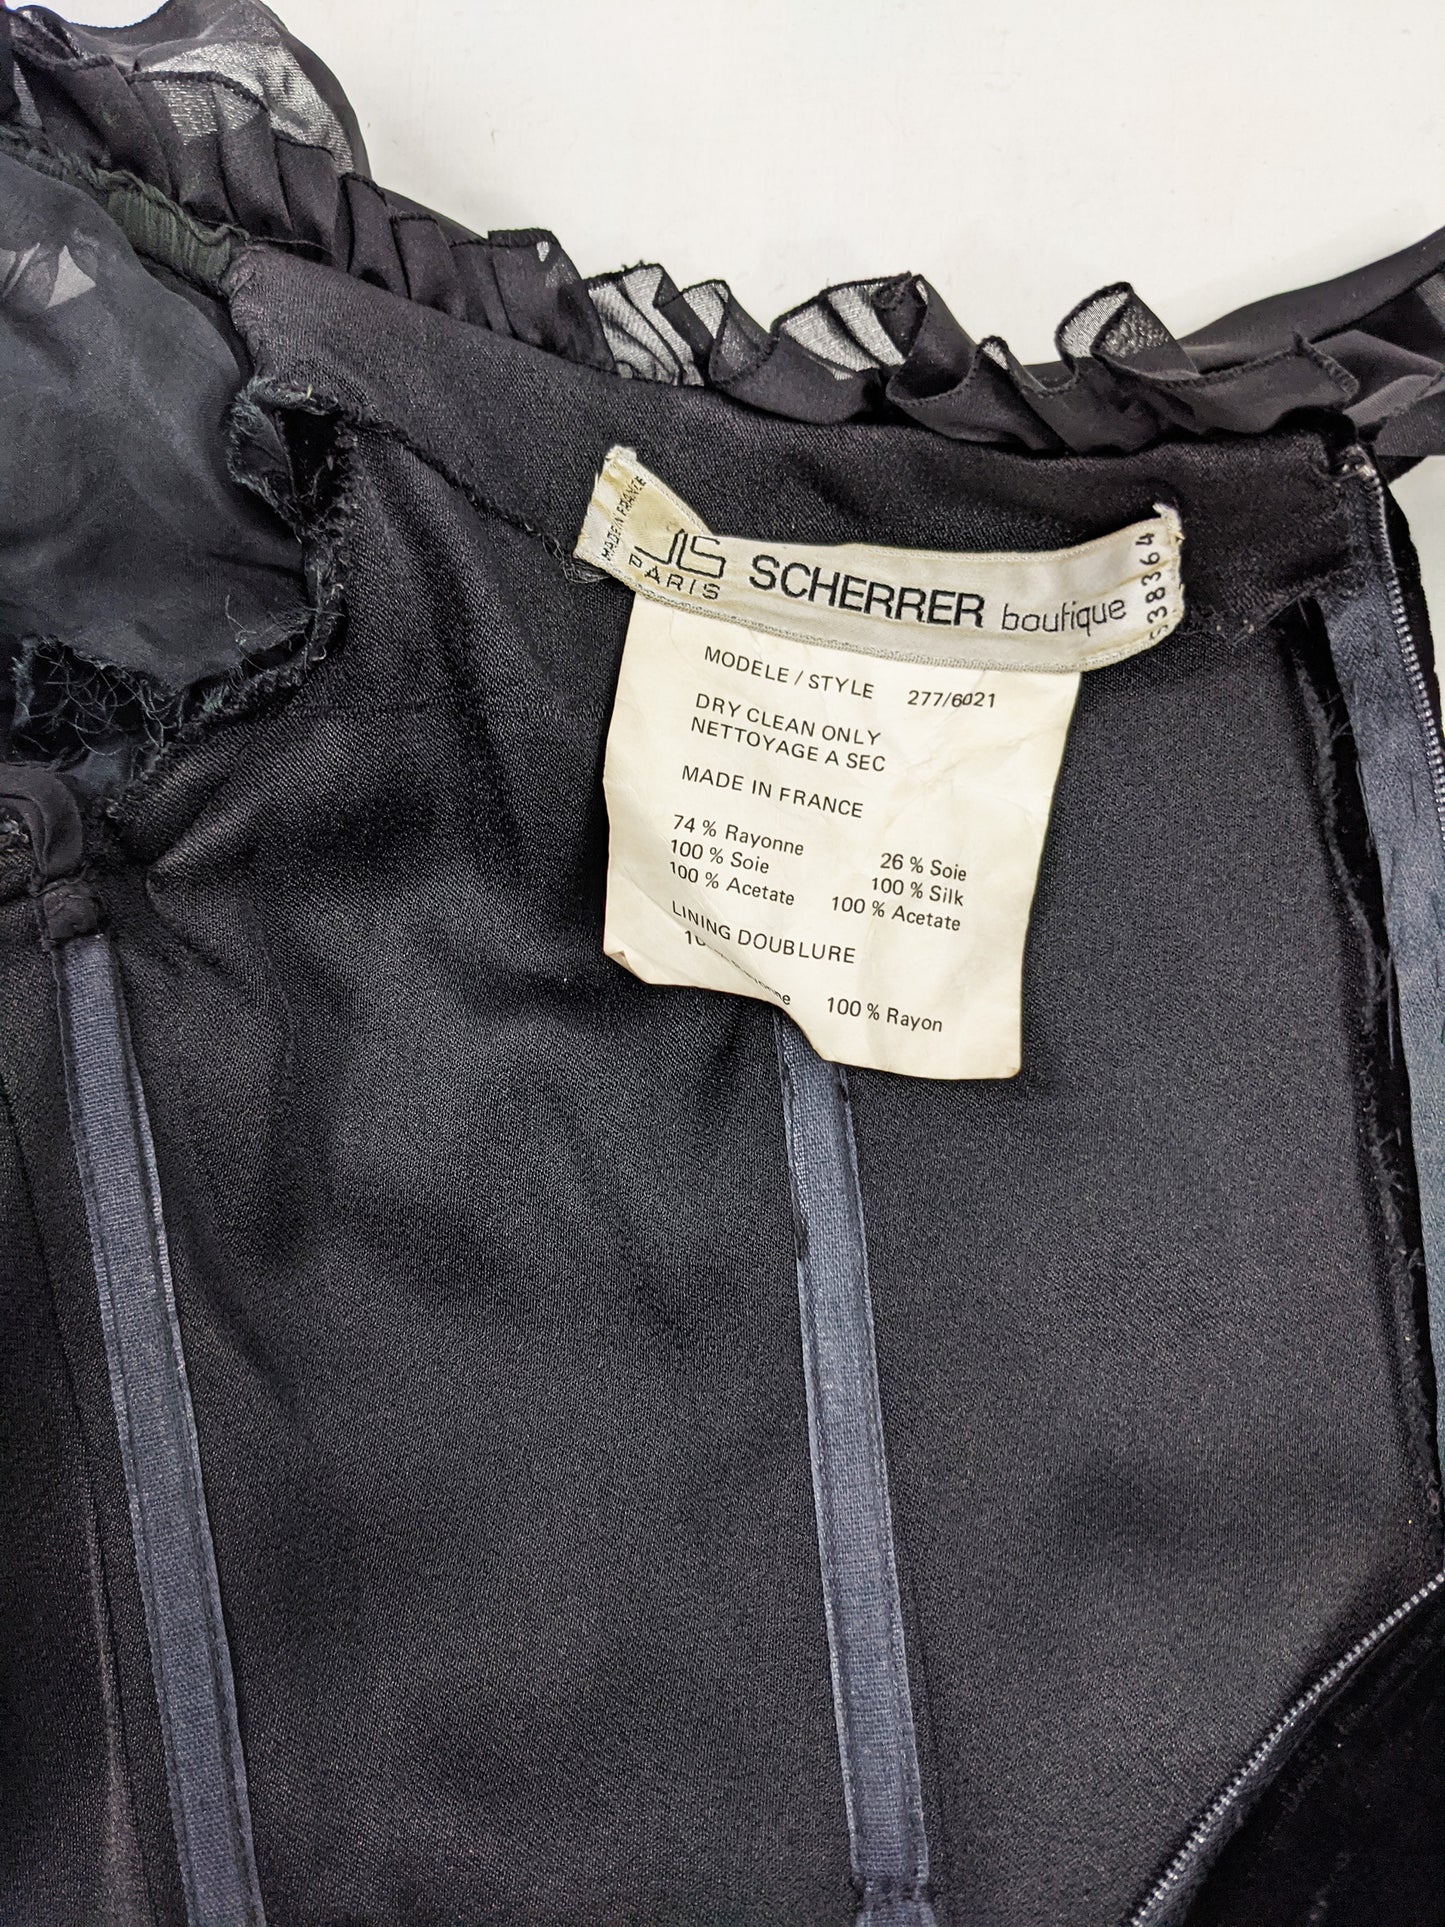 MADE IN FRANCE
JLS
PARIS
SCHERRER boutique
538364
MODELE / STYLE 277/6021
DRY CLEAN ONLY
NETTOYAGE A SEC
MADE IN FRANCE
74 % Rayonne 26 % Soie
100 % Soie 100 % Silk
100 % Acetate 100 % Acetate
LINING DOUBLURE
100 % Rayon